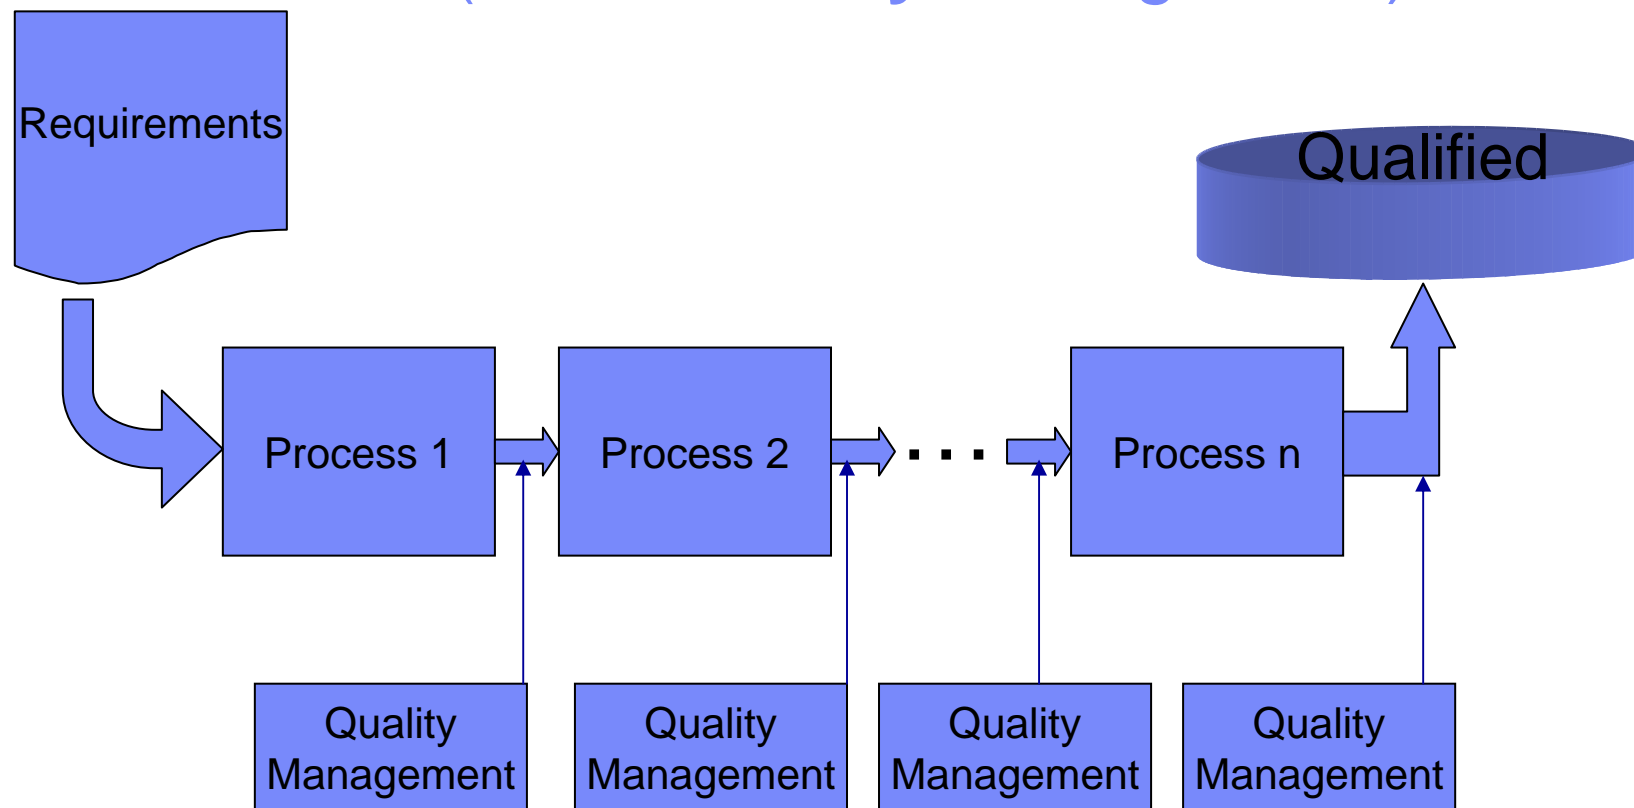 Requirements
Qualified
Process 1
Process 2
. . .
Process n
Quality
Management
Quality
Management
Quality
Management
Quality
Management